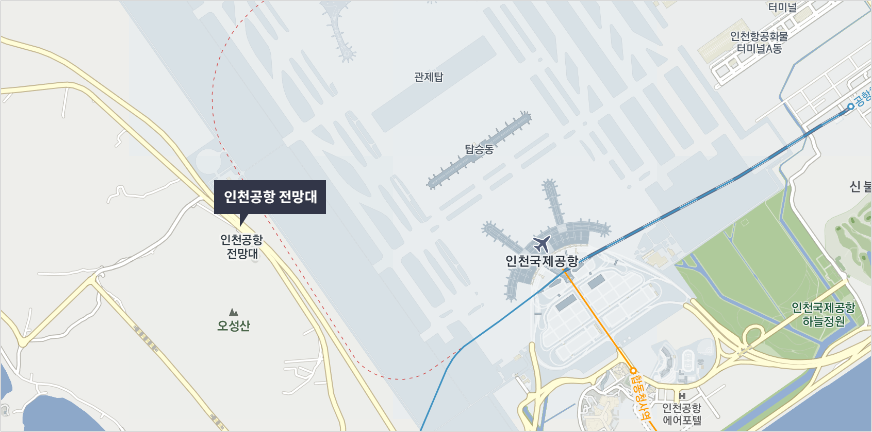 터미널
인천항공화물
터미널A동
관제탑
공항
탑승동
신불
인천공항 전망대
인천공항
전망대
인천국제공항
오성산
인천국제공항
하늘정원
합동청사역
인천공항
에어포텔